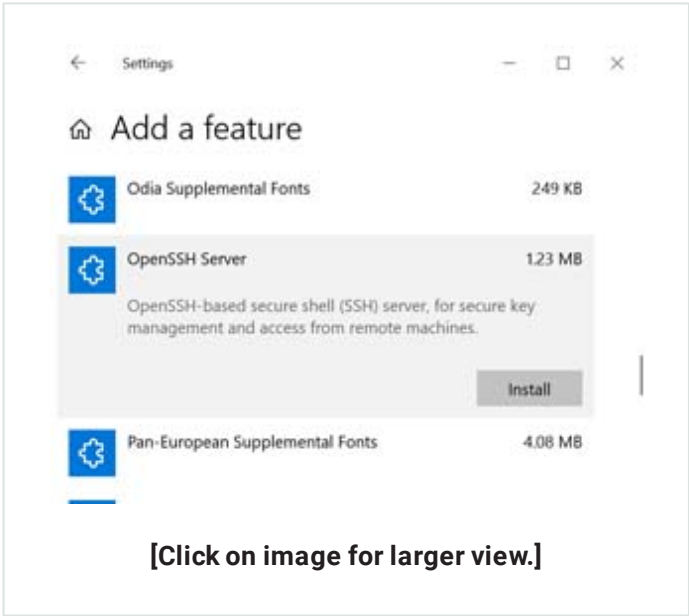 Settings
Add a feature
Odia Supplemental Fonts 249 KB
OpenSSH Server 1.23 MB
OpenSSH-based secure shell (SSH) server, for secure key
management and access from remote machines.
Install
Pan-European Supplemental Fonts 4.08 MB
[Click on image for larger view.]